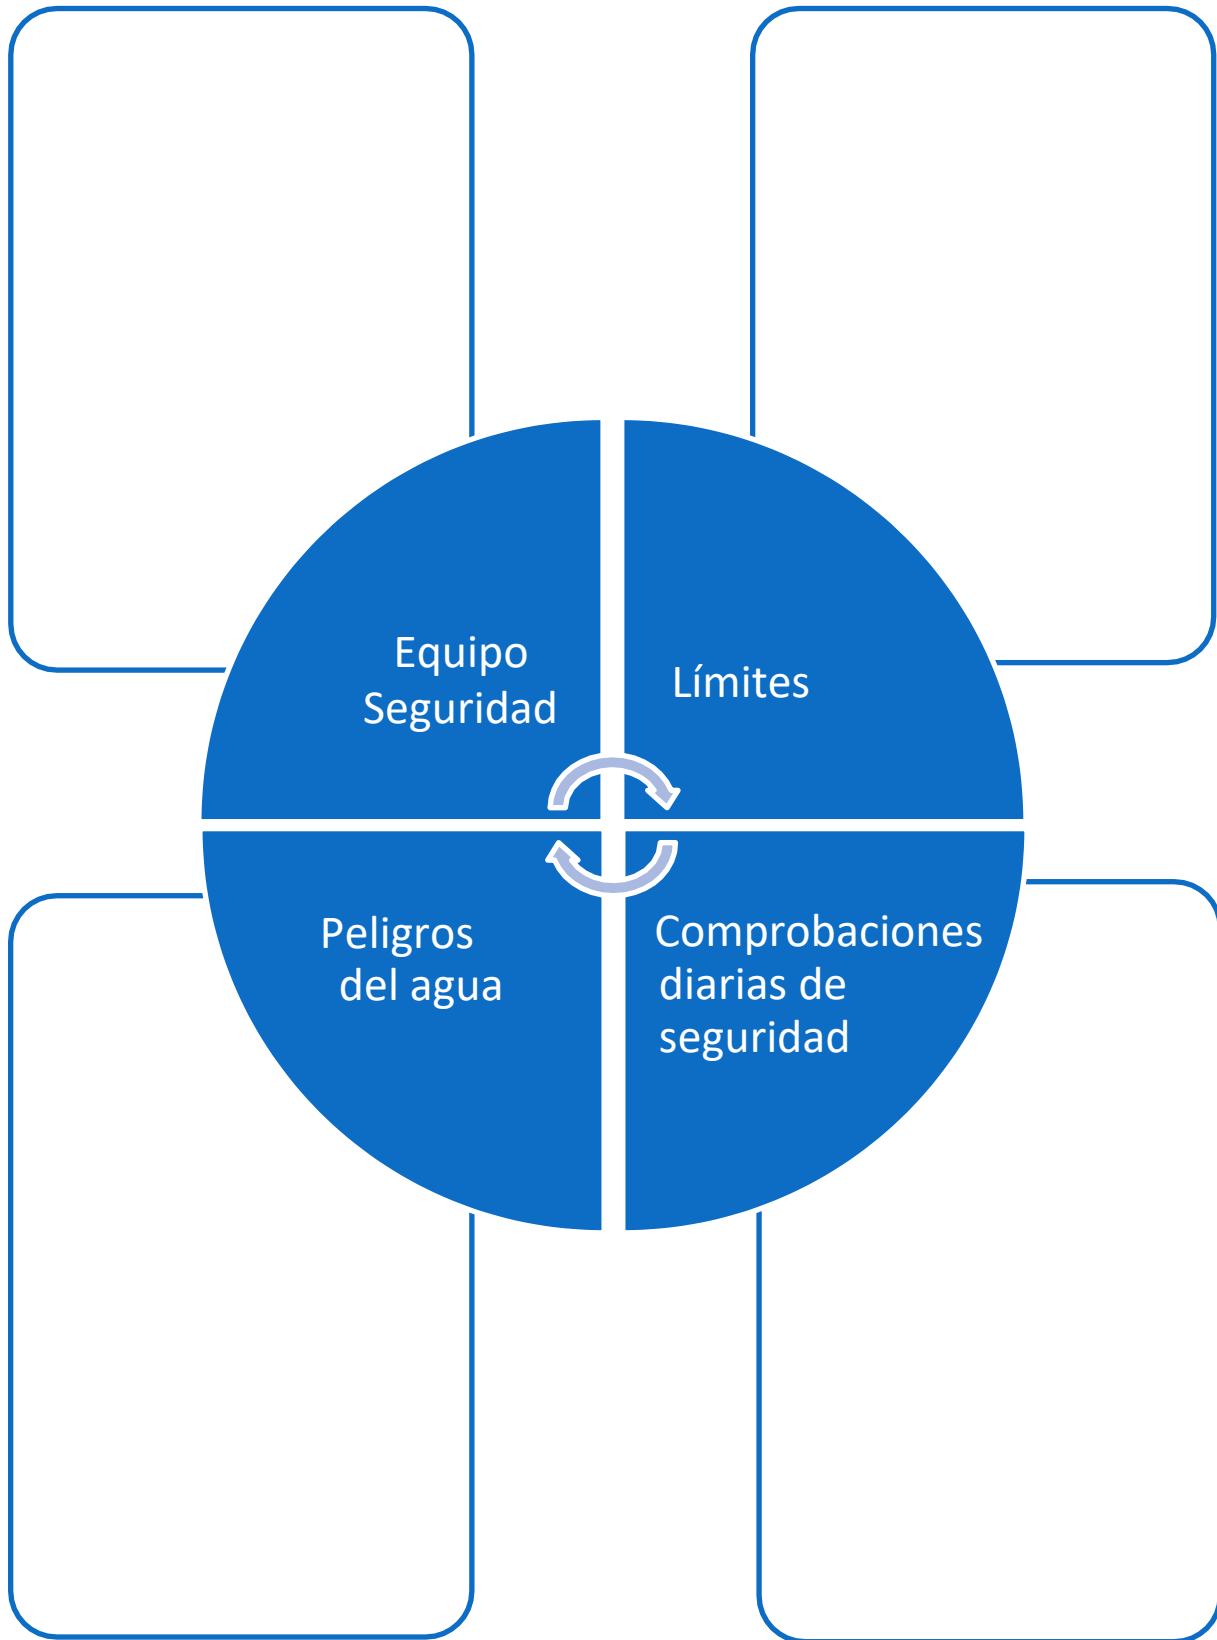 Equipo
Seguridad
Límites
Peligros
del agua
Comprobaciones
diarias de
seguridad